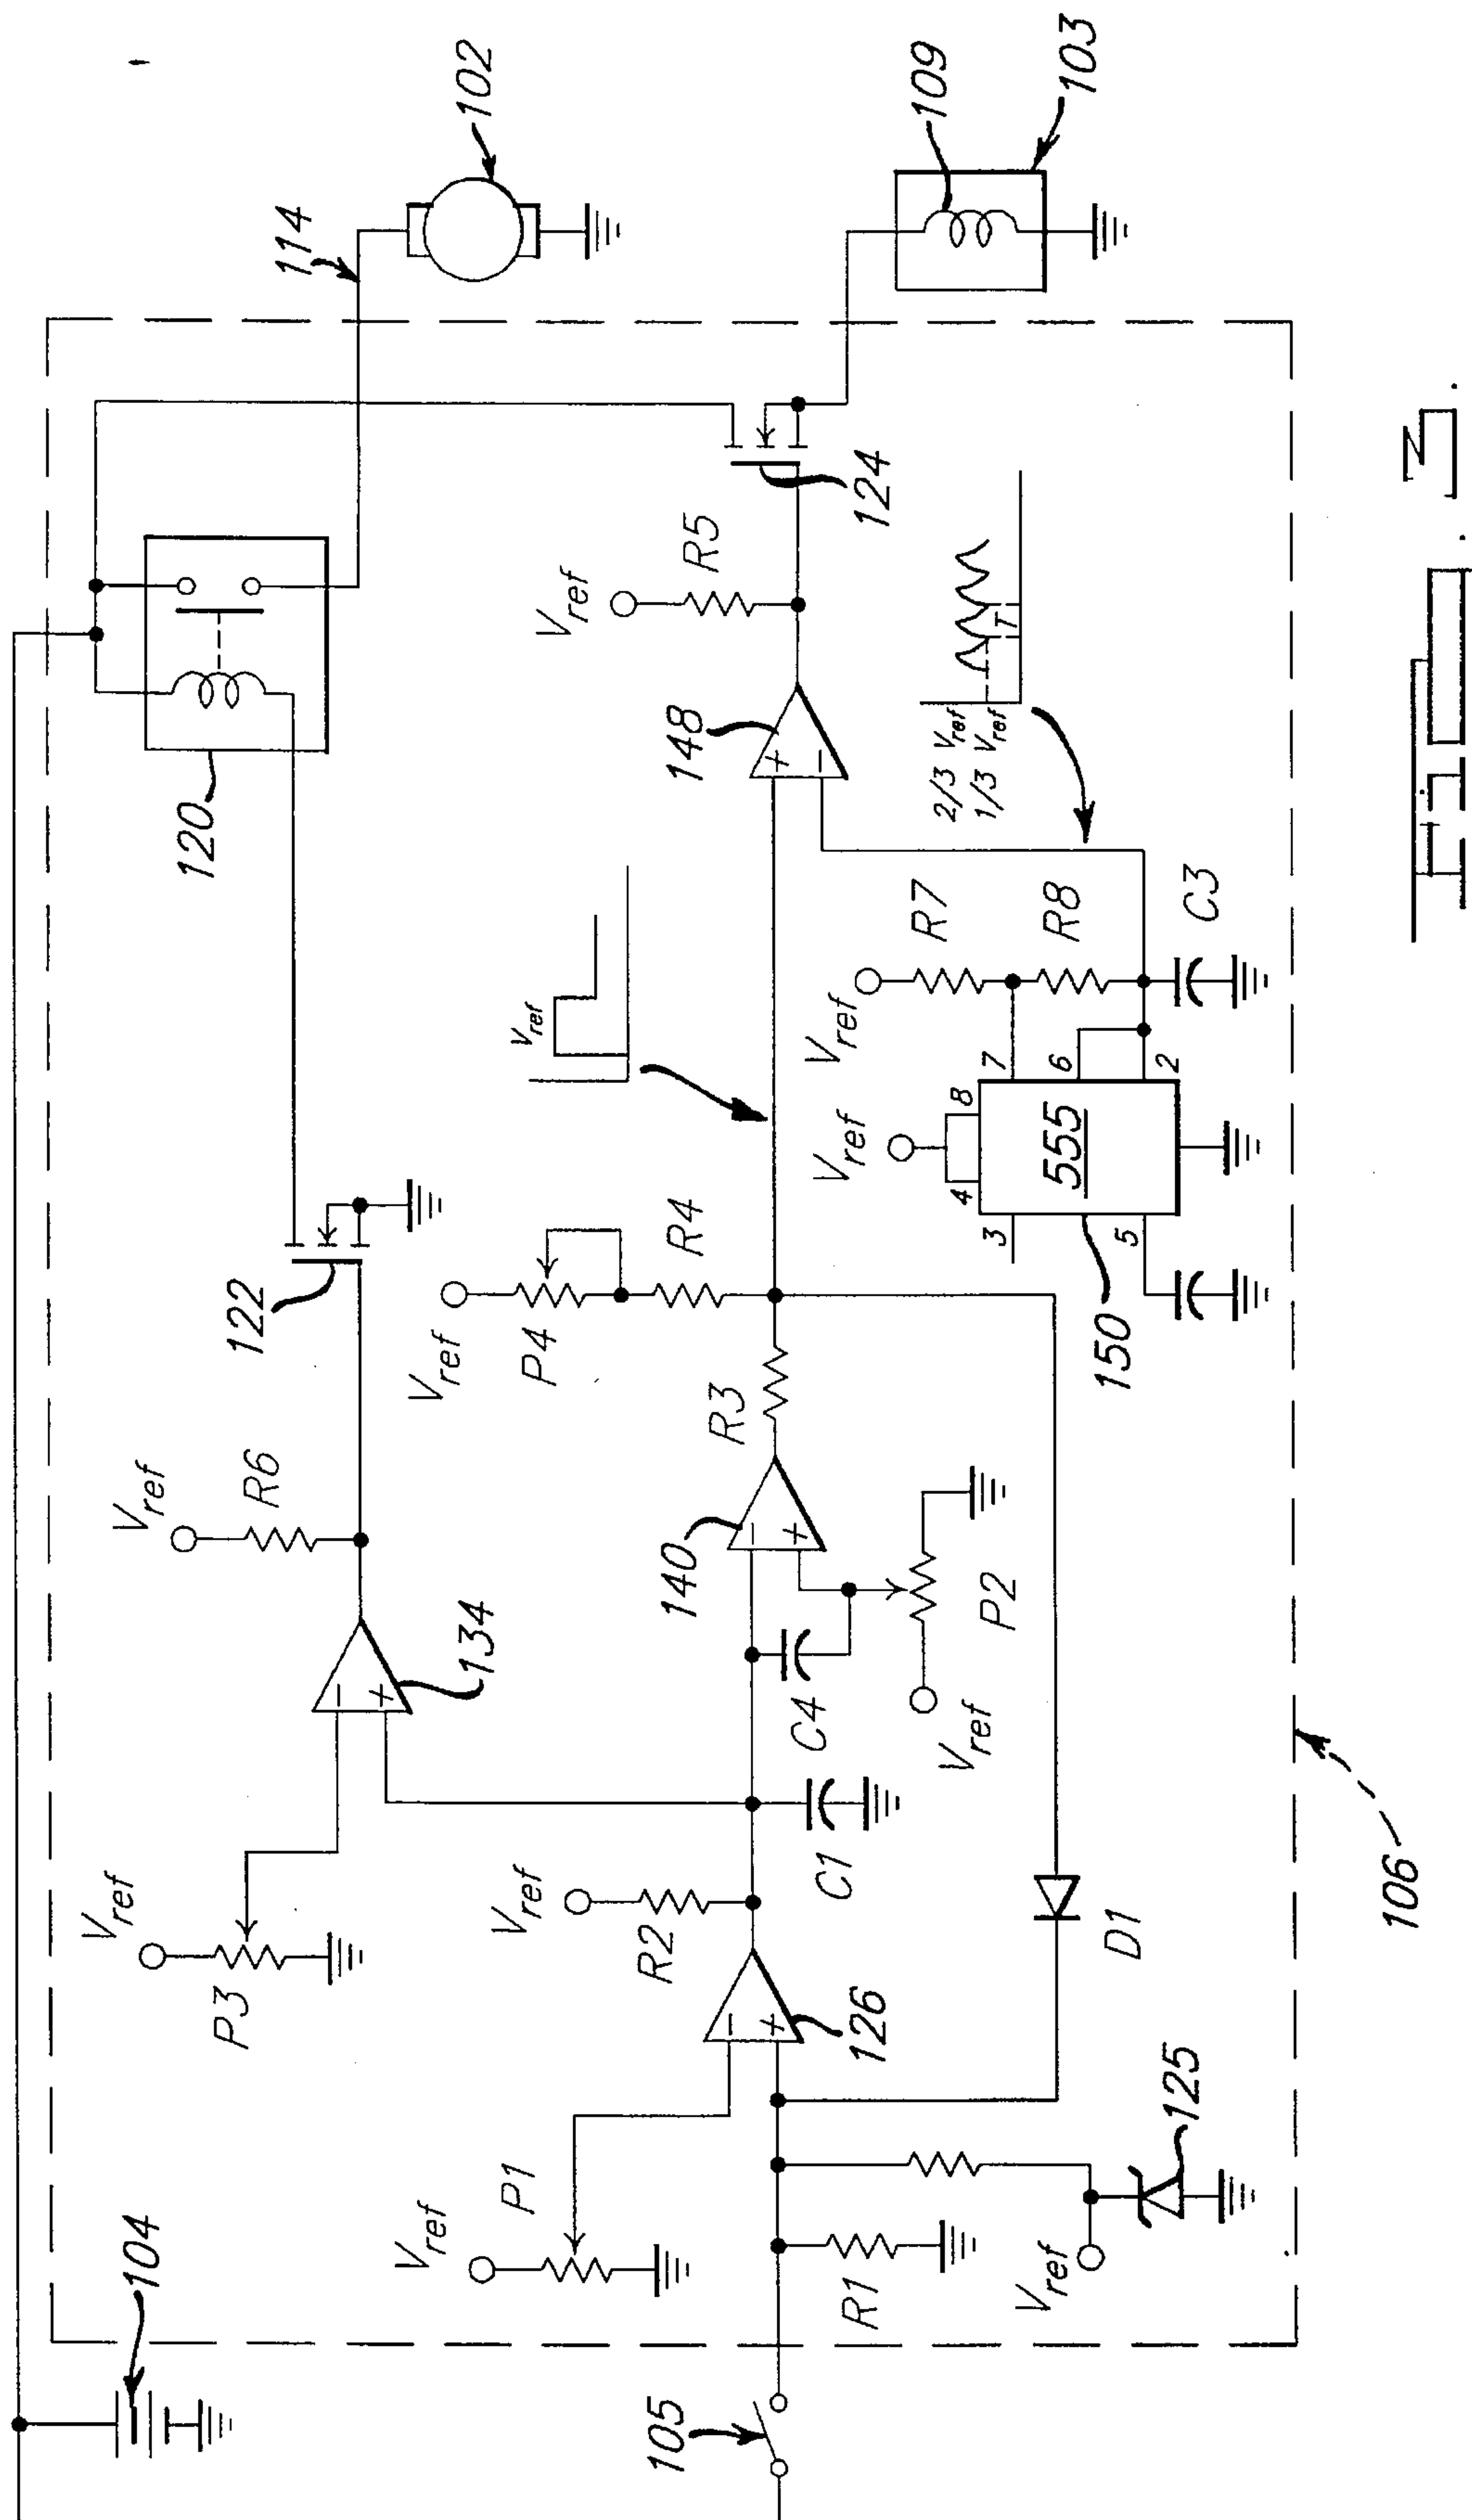 104
Vref
P3
Vref
R6
134
122
120
114
102
Vref
P1
Vref
R2
126
C1
C4
140
Vref
P2
R3
Vref
P4
R4
Vref
148
Vref
R5
124
2/3 Vref
1/3 Vref
T
109
103
105
R1
Vref
125
D1
Vref
4
8
3
5
555
7
6
2
150
Vref
R7
R8
C3
106
Fig.